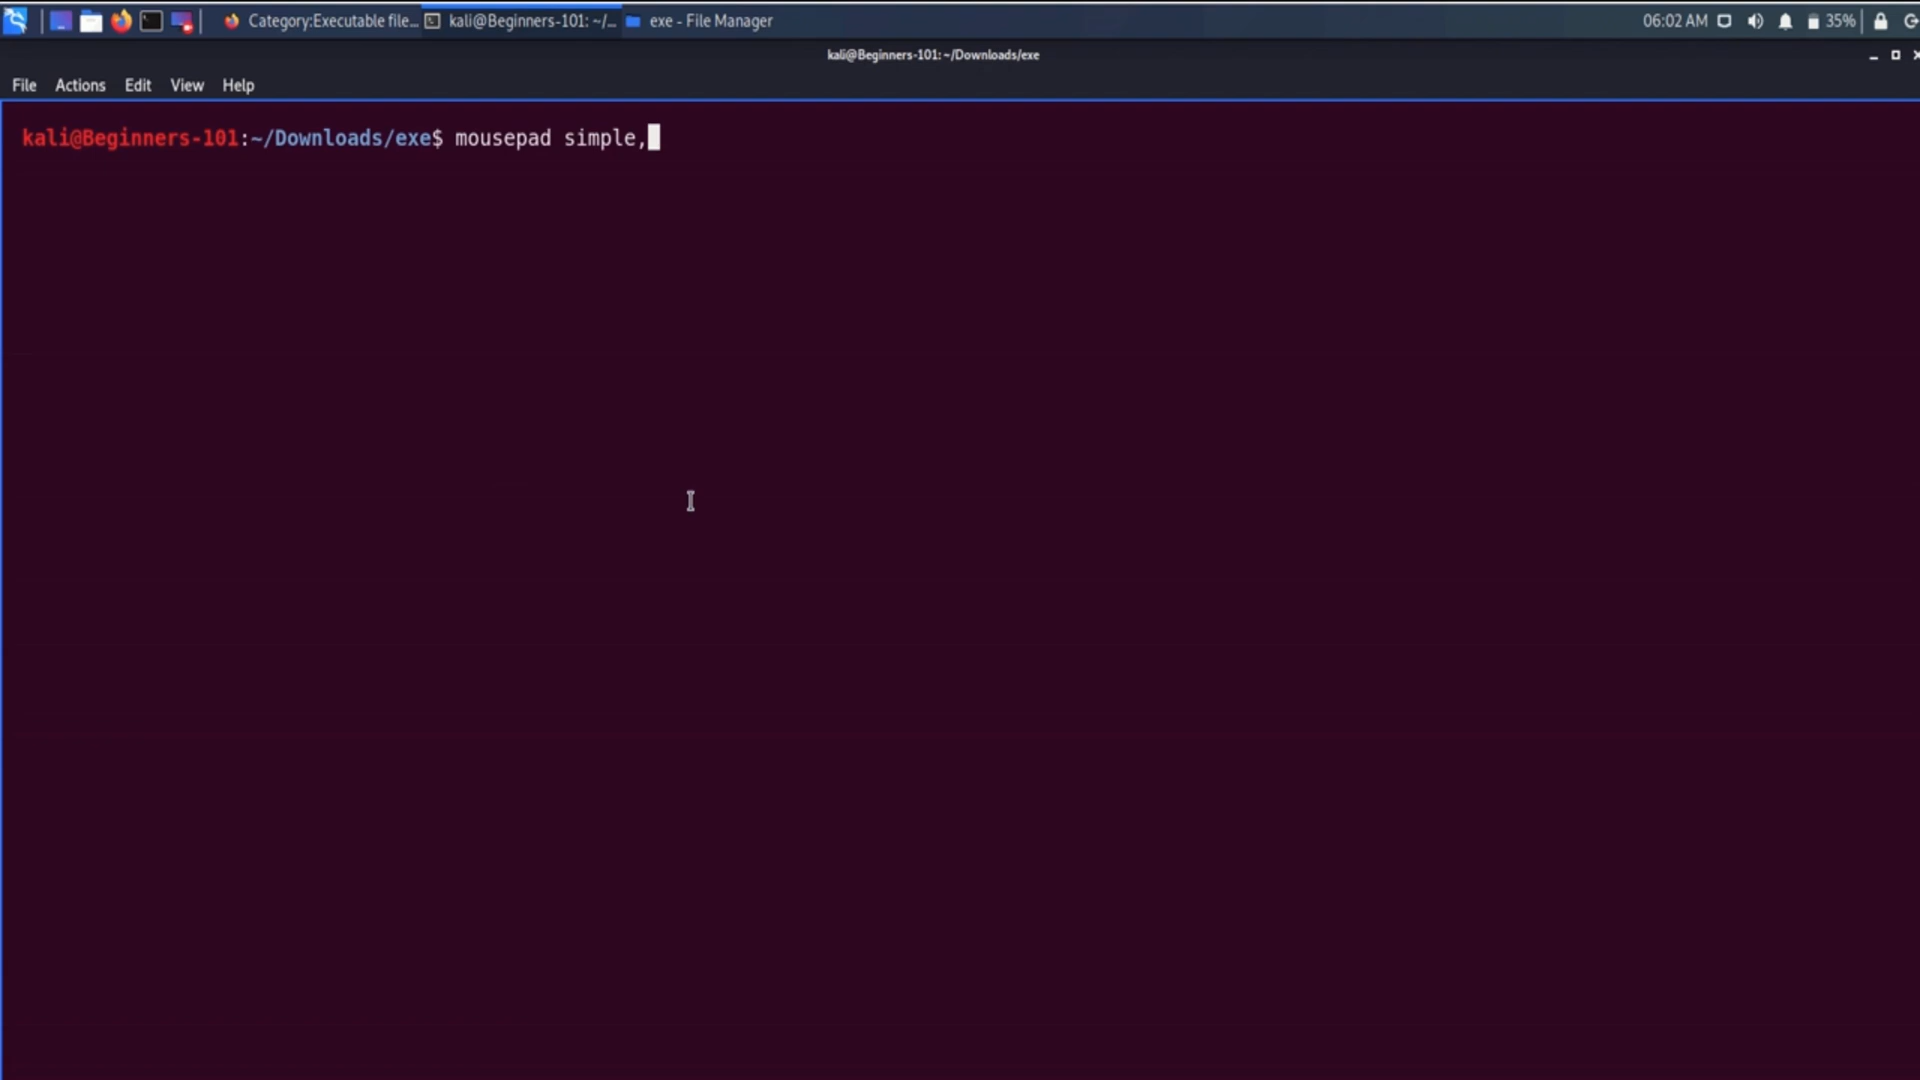 Category:Executable file... kali@Beginners-101: ~/... exe - File Manager 06:02 AM 35%
kali@Beginners-101: ~/Downloads/exe
File Actions Edit View Help
kali@Beginners-101:~/Downloads/exe$ mousepad simple,